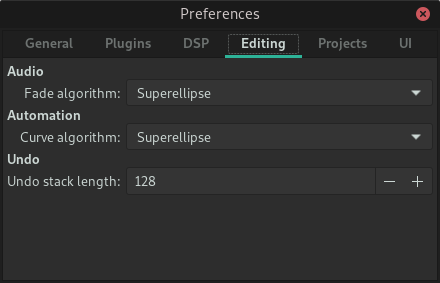 Preferences
General Plugins DSP Editing Projects UI
Audio
Fade algorithm: Superellipse
Automation
Curve algorithm: Superellipse
Undo
Undo stack length: 128